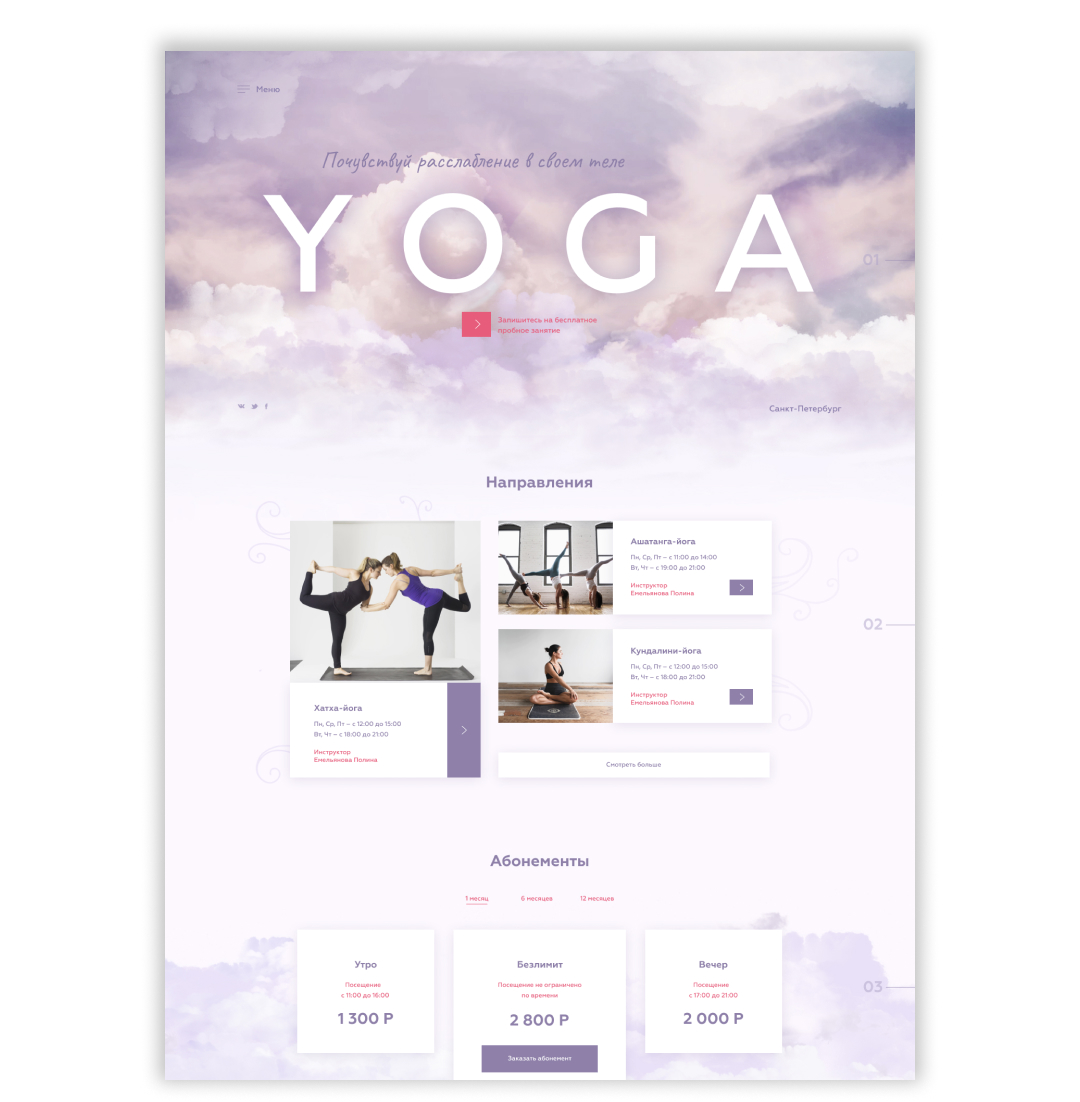 Меню
Почувствуй расслабление в своем теле
YOGA
01
Запишитесь на бесплатное
пробное занятие
Санкт-Петербург
Направления
Хатха-йога
Пн, Ср, Пт – с 12:00 до 15:00
Вт, Чт – с 18:00 до 21:00
Инструктор
Емельянова Полина
Ашатанга-йога
Пн, Ср, Пт – с 11:00 до 14:00
Вт, Чт – с 19:00 до 21:00
Инструктор
Емельянова Полина
Кундалини-йога
Пн, Ср, Пт – с 12:00 до 15:00
Вт, Чт – с 18:00 до 21:00
Инструктор
Емельянова Полина
02
Смотреть больше
Абонементы
1 месяц 6 месяцев 12 месяцев
Утро
Посещение
с 11:00 до 16:00
1 300 Р
Безлимит
Посещение не ограничено
по времени
2 800 Р
Заказать абонемент
Вечер
Посещение
с 17:00 до 21:00
2 000 Р
03